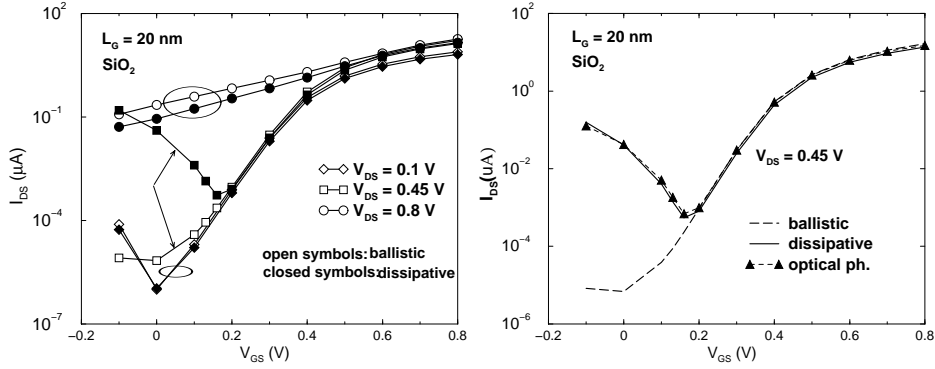 10²
L_G = 20 nm
SiO₂
10⁻¹
I_DS (μA)
10⁻⁴
10⁻⁷
V_DS = 0.1 V
V_DS = 0.45 V
V_DS = 0.8 V
open symbols: ballistic
closed symbols:dissipative
−0.2 0 0.2 0.4 0.6 0.8
V_GS (V)
10²
L_G = 20 nm
SiO₂
10⁰
10⁻²
I_DS(uA)
10⁻⁴
10⁻⁶
V_DS = 0.45 V
ballistic
dissipative
optical ph.
−0.2 0 0.2 0.4 0.6 0.8
V_GS (V)